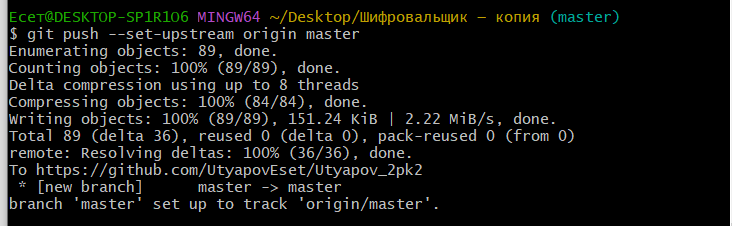 Есет@DESKTOP-SP1R1O6 MINGW64 ~/Desktop/Шифровальщик — копия (master)
$ git push --set-upstream origin master
Enumerating objects: 89, done.
Counting objects: 100% (89/89), done.
Delta compression using up to 8 threads
Compressing objects: 100% (84/84), done.
Writing objects: 100% (89/89), 151.24 KiB | 2.22 MiB/s, done.
Total 89 (delta 36), reused 0 (delta 0), pack-reused 0 (from 0)
remote: Resolving deltas: 100% (36/36), done.
To https://github.com/UtyapovEset/Utyapov_2pk2
 * [new branch]      master -> master
branch 'master' set up to track 'origin/master'.